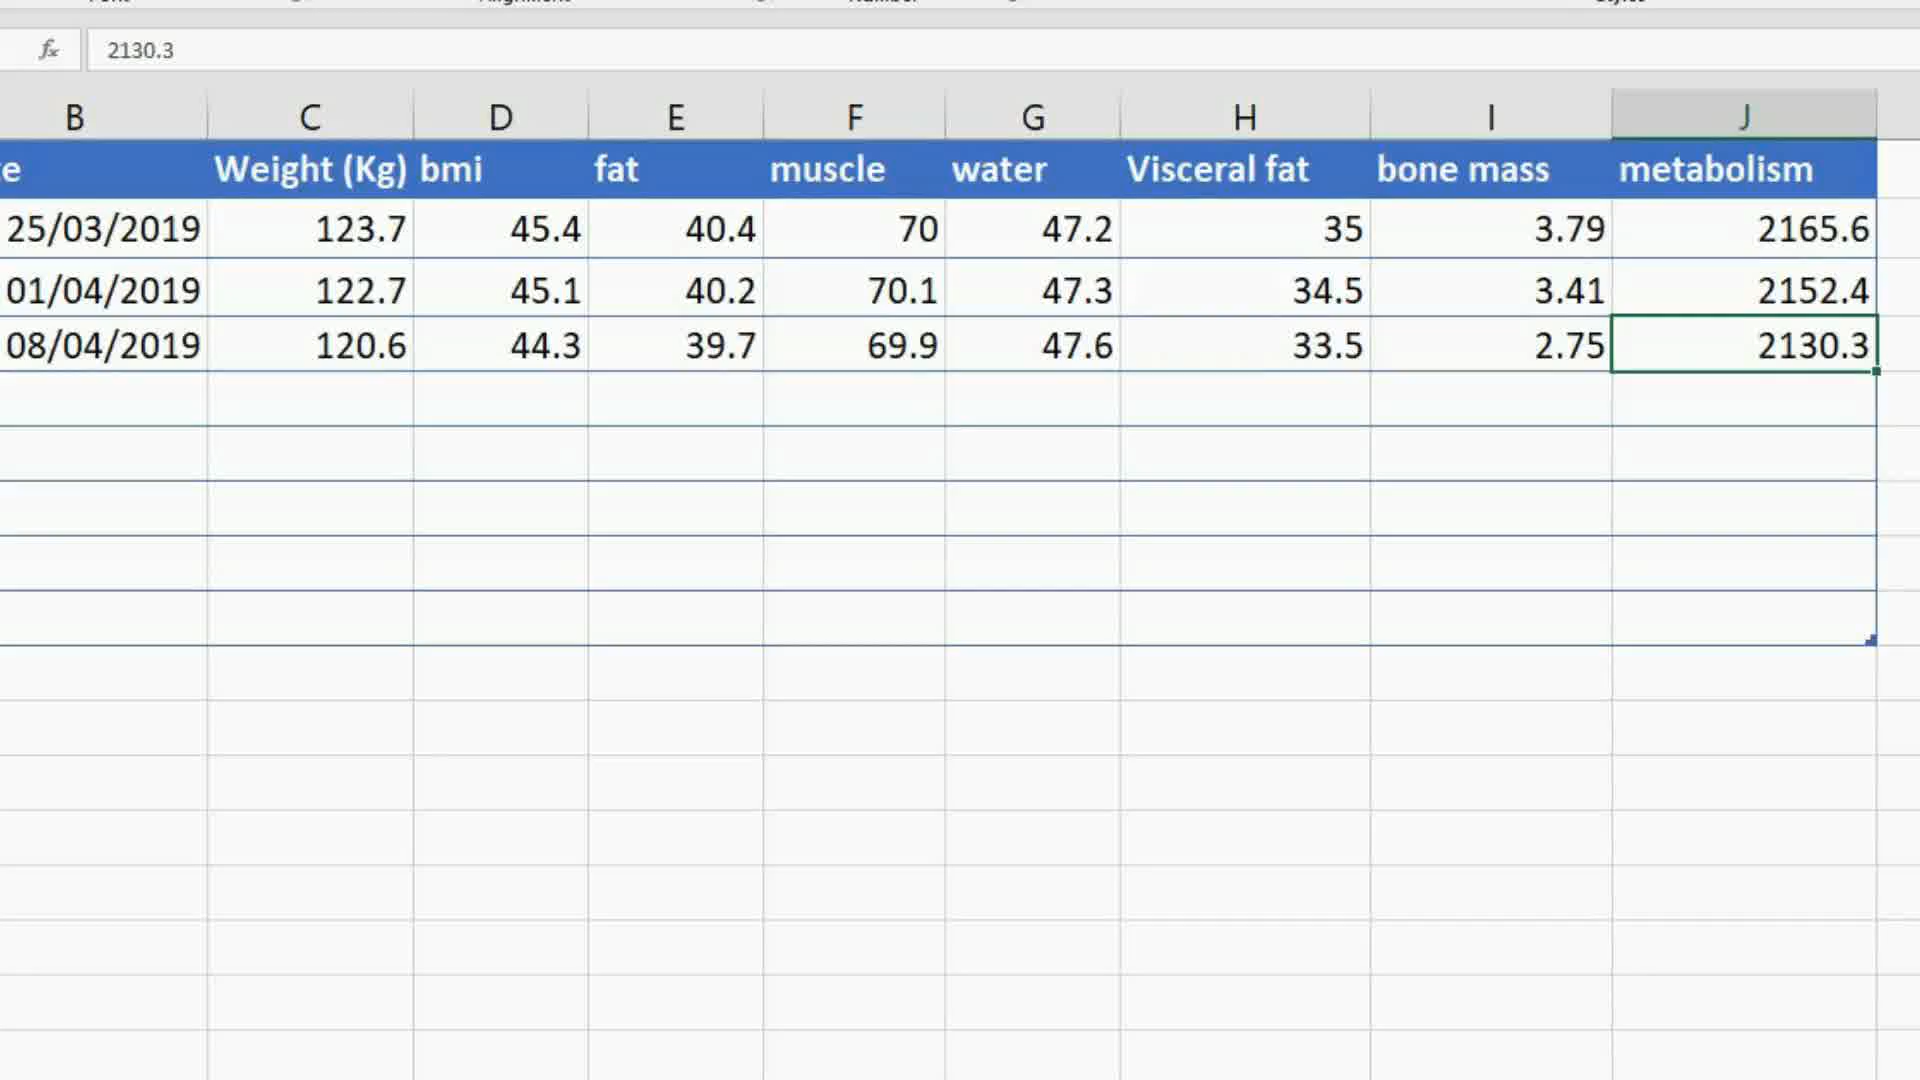 fx 2130.3
B C D E F G H I J
Weight (Kg) bmi fat muscle water Visceral fat bone mass metabolism
25/03/2019 123.7 45.4 40.4 70 47.2 35 3.79 2165.6
01/04/2019 122.7 45.1 40.2 70.1 47.3 34.5 3.41 2152.4
08/04/2019 120.6 44.3 39.7 69.9 47.6 33.5 2.75 2130.3